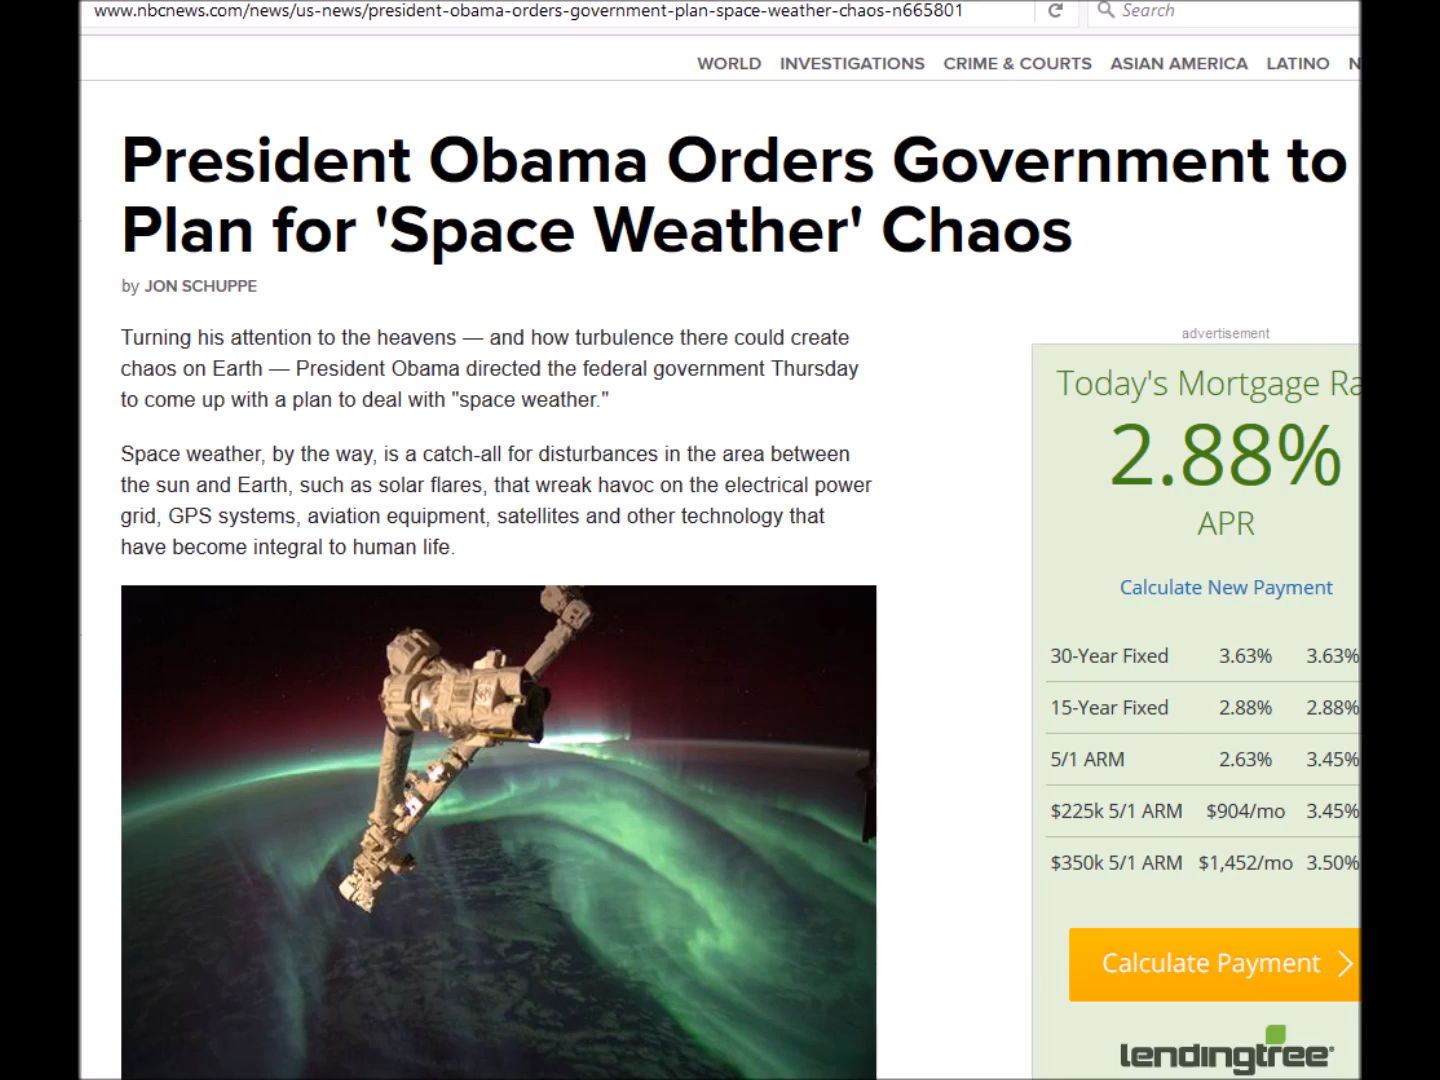 www.nbcnews.com/news/us-news/president-obama-orders-government-plan-space-weather-chaos-n665801
Search
WORLD INVESTIGATIONS CRIME & COURTS ASIAN AMERICA LATINO N
President Obama Orders Government to
Plan for 'Space Weather' Chaos
by JON SCHUPPE
Turning his attention to the heavens — and how turbulence there could create
chaos on Earth — President Obama directed the federal government Thursday
to come up with a plan to deal with "space weather."
Space weather, by the way, is a catch-all for disturbances in the area between
the sun and Earth, such as solar flares, that wreak havoc on the electrical power
grid, GPS systems, aviation equipment, satellites and other technology that
have become integral to human life.
advertisement
Today's Mortgage Ra
2.88%
APR
Calculate New Payment
30-Year Fixed 3.63% 3.63%
15-Year Fixed 2.88% 2.88%
5/1 ARM 2.63% 3.45%
$225k 5/1 ARM $904/mo 3.45%
$350k 5/1 ARM $1,452/mo 3.50%
Calculate Payment
lendingtree